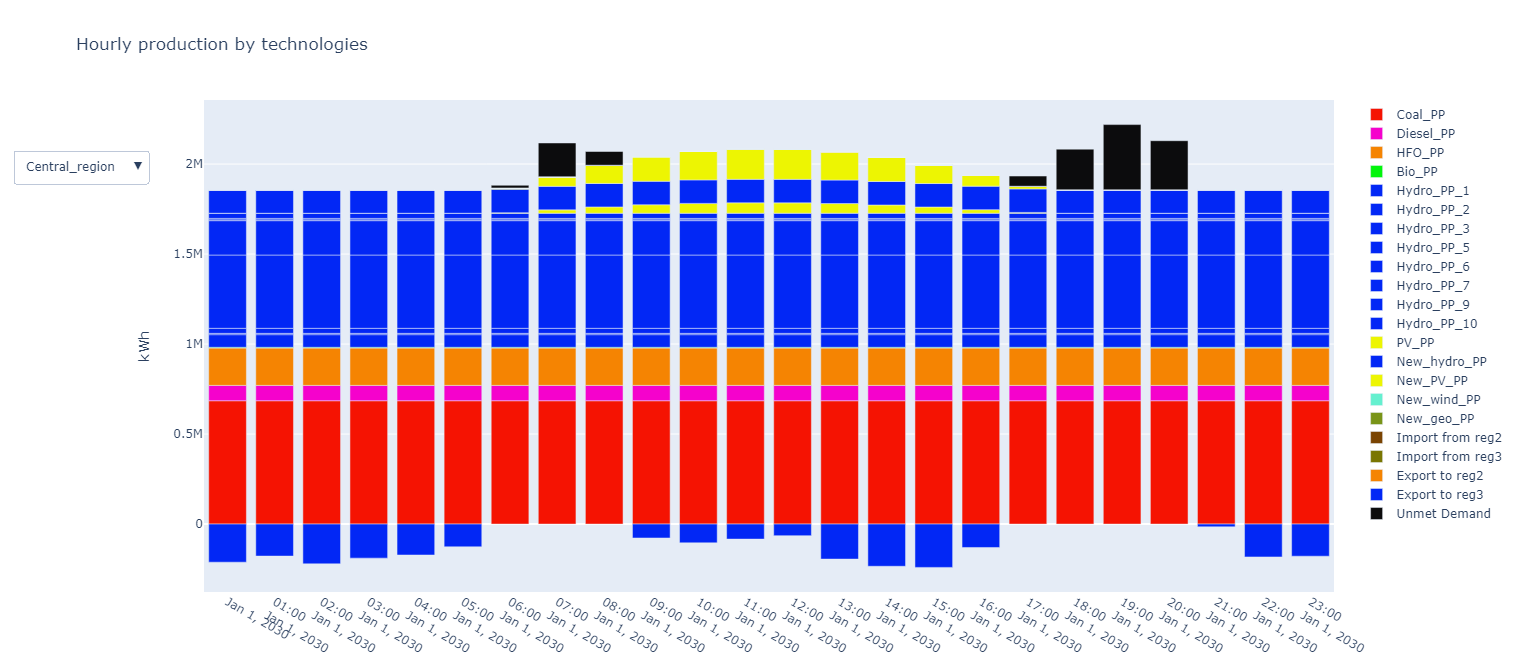 Hourly production by technologies
Central_region ▼
kWh
2M
1.5M
1M
0.5M
0
Jan 1, 2030
01:00
Jan 1, 2030
02:00
Jan 1, 2030
03:00
Jan 1, 2030
04:00
Jan 1, 2030
05:00
Jan 1, 2030
06:00
Jan 1, 2030
07:00
Jan 1, 2030
08:00
Jan 1, 2030
09:00
Jan 1, 2030
10:00
Jan 1, 2030
11:00
Jan 1, 2030
12:00
Jan 1, 2030
13:00
Jan 1, 2030
14:00
Jan 1, 2030
15:00
Jan 1, 2030
16:00
Jan 1, 2030
17:00
Jan 1, 2030
18:00
Jan 1, 2030
19:00
Jan 1, 2030
20:00
Jan 1, 2030
21:00
Jan 1, 2030
22:00
Jan 1, 2030
23:00
Jan 1, 2030
Coal_PP
Diesel_PP
HFO_PP
Bio_PP
Hydro_PP_1
Hydro_PP_2
Hydro_PP_3
Hydro_PP_5
Hydro_PP_6
Hydro_PP_7
Hydro_PP_9
Hydro_PP_10
PV_PP
New_hydro_PP
New_PV_PP
New_wind_PP
New_geo_PP
Import from reg2
Import from reg3
Export to reg2
Export to reg3
Unmet Demand